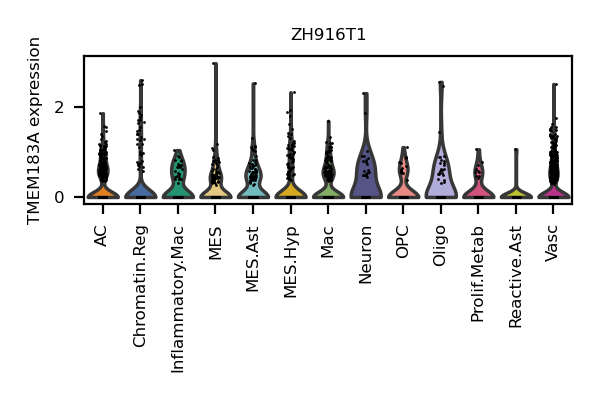 ZH916T1
TMEM183A expression
2
0
AC
Chromatin.Reg
Inflammatory.Mac
MES
MES.Ast
MES.Hyp
Mac
Neuron
OPC
Oligo
Prolif.Metab
Reactive.Ast
Vasc